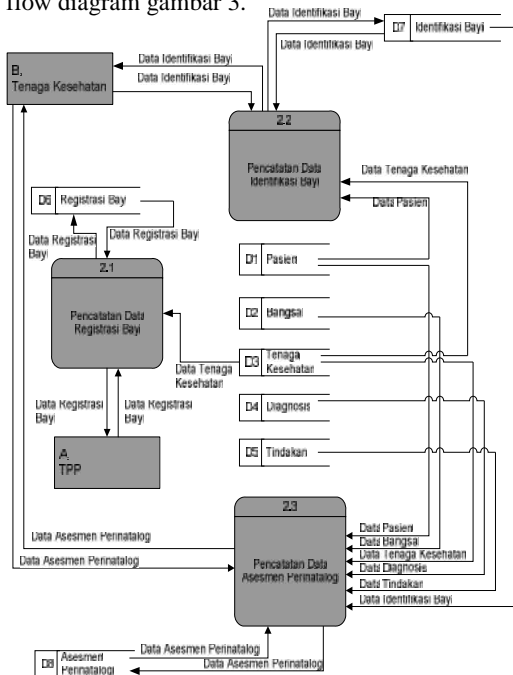 flow diagram gambar 3.
Data Identifikasi Bayi
D7 Identifikasi Bayi
Data Identifikasi Bayi
B,
Tenaga Kesehatan
Data Identifikasi Bayi
Data Identifikasi Bayi
2.2
Pencatatan Data
Identifikasi Bayi
Data Tenaga Kesehatan
Data Pasien
D6 Registrasi Bayi
Data Registrasi
Bayi
Data Registrasi Bayi
2.1
Pencatatan Data
Registrasi Bayi
D1 Pasien
D2 Bangsal
D3 Tenaga
Kesehatan
Data Tenaga
Kesehatan
D4 Diagnosis
D5 Tindakan
Data Registrasi
Bayi
Data Registrasi
Bayi
A,
TPP
2.3
Pencatatan Data
Asesmen Perinatalog
Data Asesmen Perinatalog
Data Asesmen Perinatalog
Data Pasien
Data Bangsal
Data Tenaga Kesehatan
Data Diagnosis
Data Tindakan
Data Identifikasi Bayi
D8 Asesmen
Perinatalogi
Data Asesmen Perinatalog
Data Asesmen Perinatalog